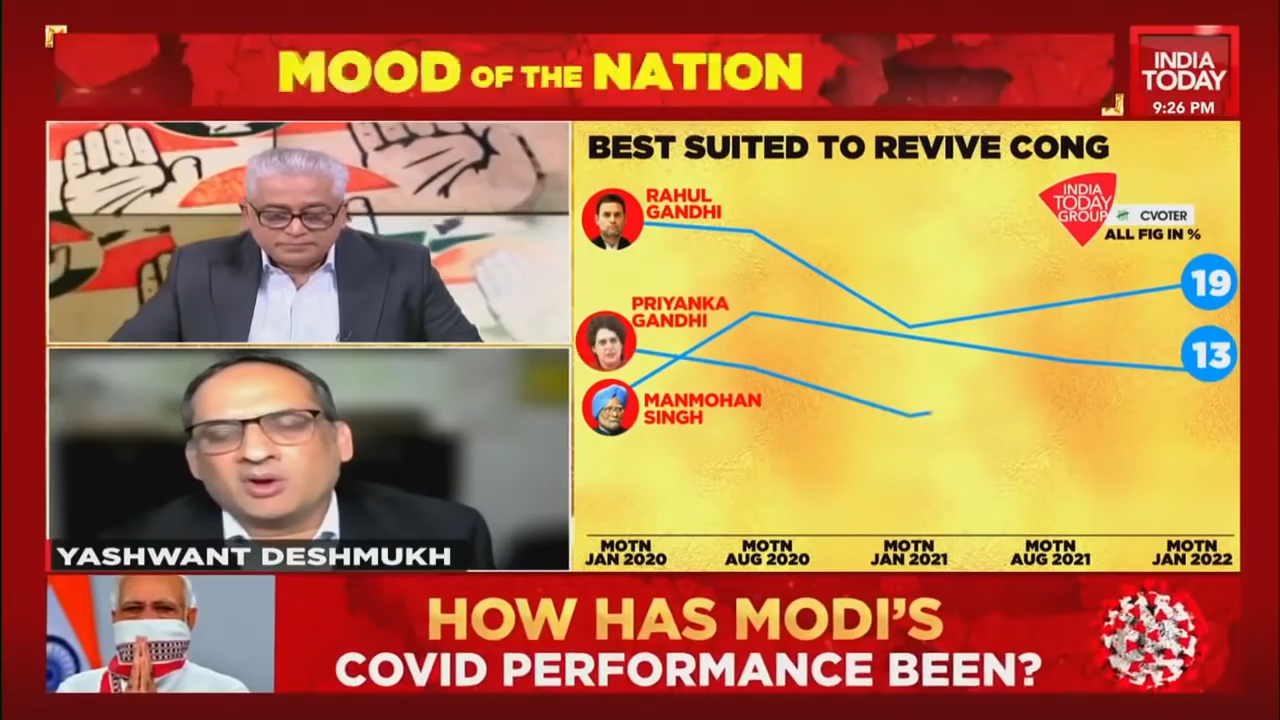 MOOD OF THE NATION
INDIA
TODAY
9:26 PM
BEST SUITED TO REVIVE CONG
RAHUL
GANDHI
INDIA
TODAY
GROUP
CVOTER
ALL FIG IN %
PRIYANKA
GANDHI
19
13
MANMOHAN
SINGH
MOTN
JAN 2020
MOTN
AUG 2020
MOTN
JAN 2021
MOTN
AUG 2021
MOTN
JAN 2022
YASHWANT DESHMUKH
HOW HAS MODI'S
COVID PERFORMANCE BEEN?